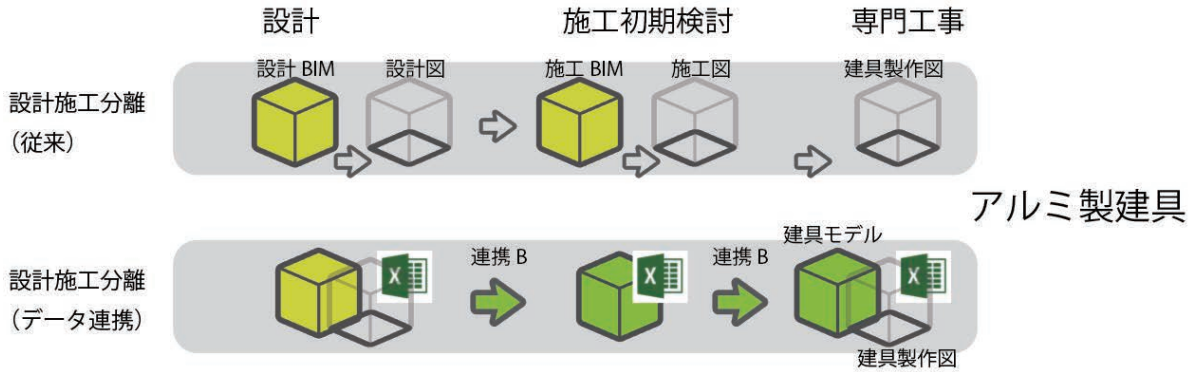 設計
施工初期検討
専門工事
設計 BIM
設計図
施工 BIM
施工図
建具製作図
設計施工分離
(従来)
アルミ製建具
設計施工分離
(データ連携)
X
連携 B
X
連携 B
建具モデル
X
建具製作図